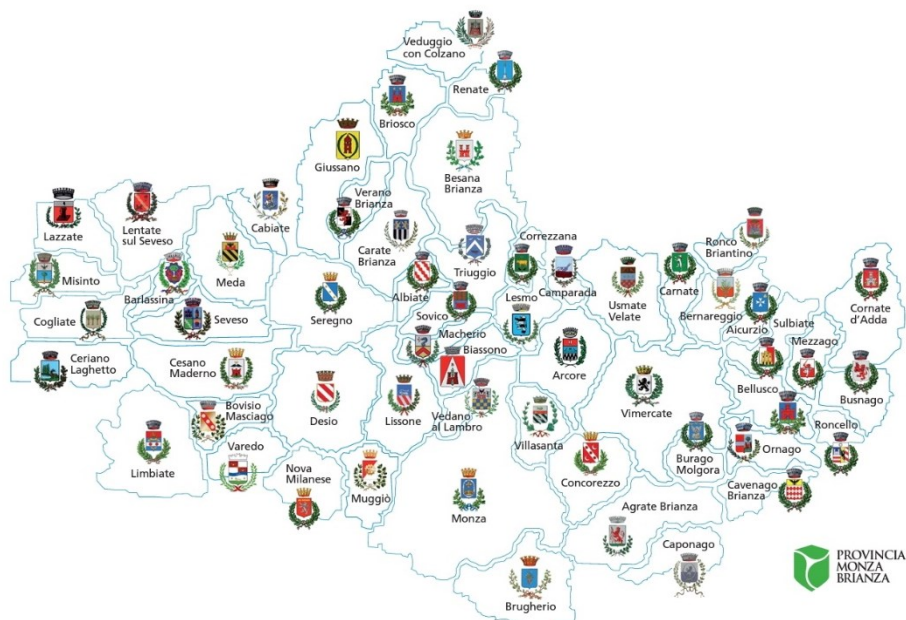 Veduggio
con Colzano
Renate
Briosco
Giussano
Besana
Brianza
Verano
Brianza
Cabiate
Lazzate
Lentate
sul Seveso
Meda
Carate
Brianza
Triuggio
Correzzana
Ronco
Briantino
Misinto
Barlassina
Albiate
Lesmo
Camparada
Usmate
Velate
Carnate
Bernareggio
Aicurzio
Sulbiate
Cornate
d'Adda
Cogliate
Seveso
Seregno
Sovico
Macherio
Mezzago
Ceriano
Laghetto
Cesano
Maderno
Biassono
Arcore
Bellusco
Busnago
Desio
Lissone
Vedano
al Lambro
Vimercate
Roncello
Limbiate
Bovisio
Masciago
Varedo
Villasanta
Burago
Molgora
Ornago
Nova
Milanese
Muggiò
Monza
Concorezzo
Cavenago
Brianza
Agrate Brianza
Caponago
Brugherio
PROVINCIA
MONZA
BRIANZA